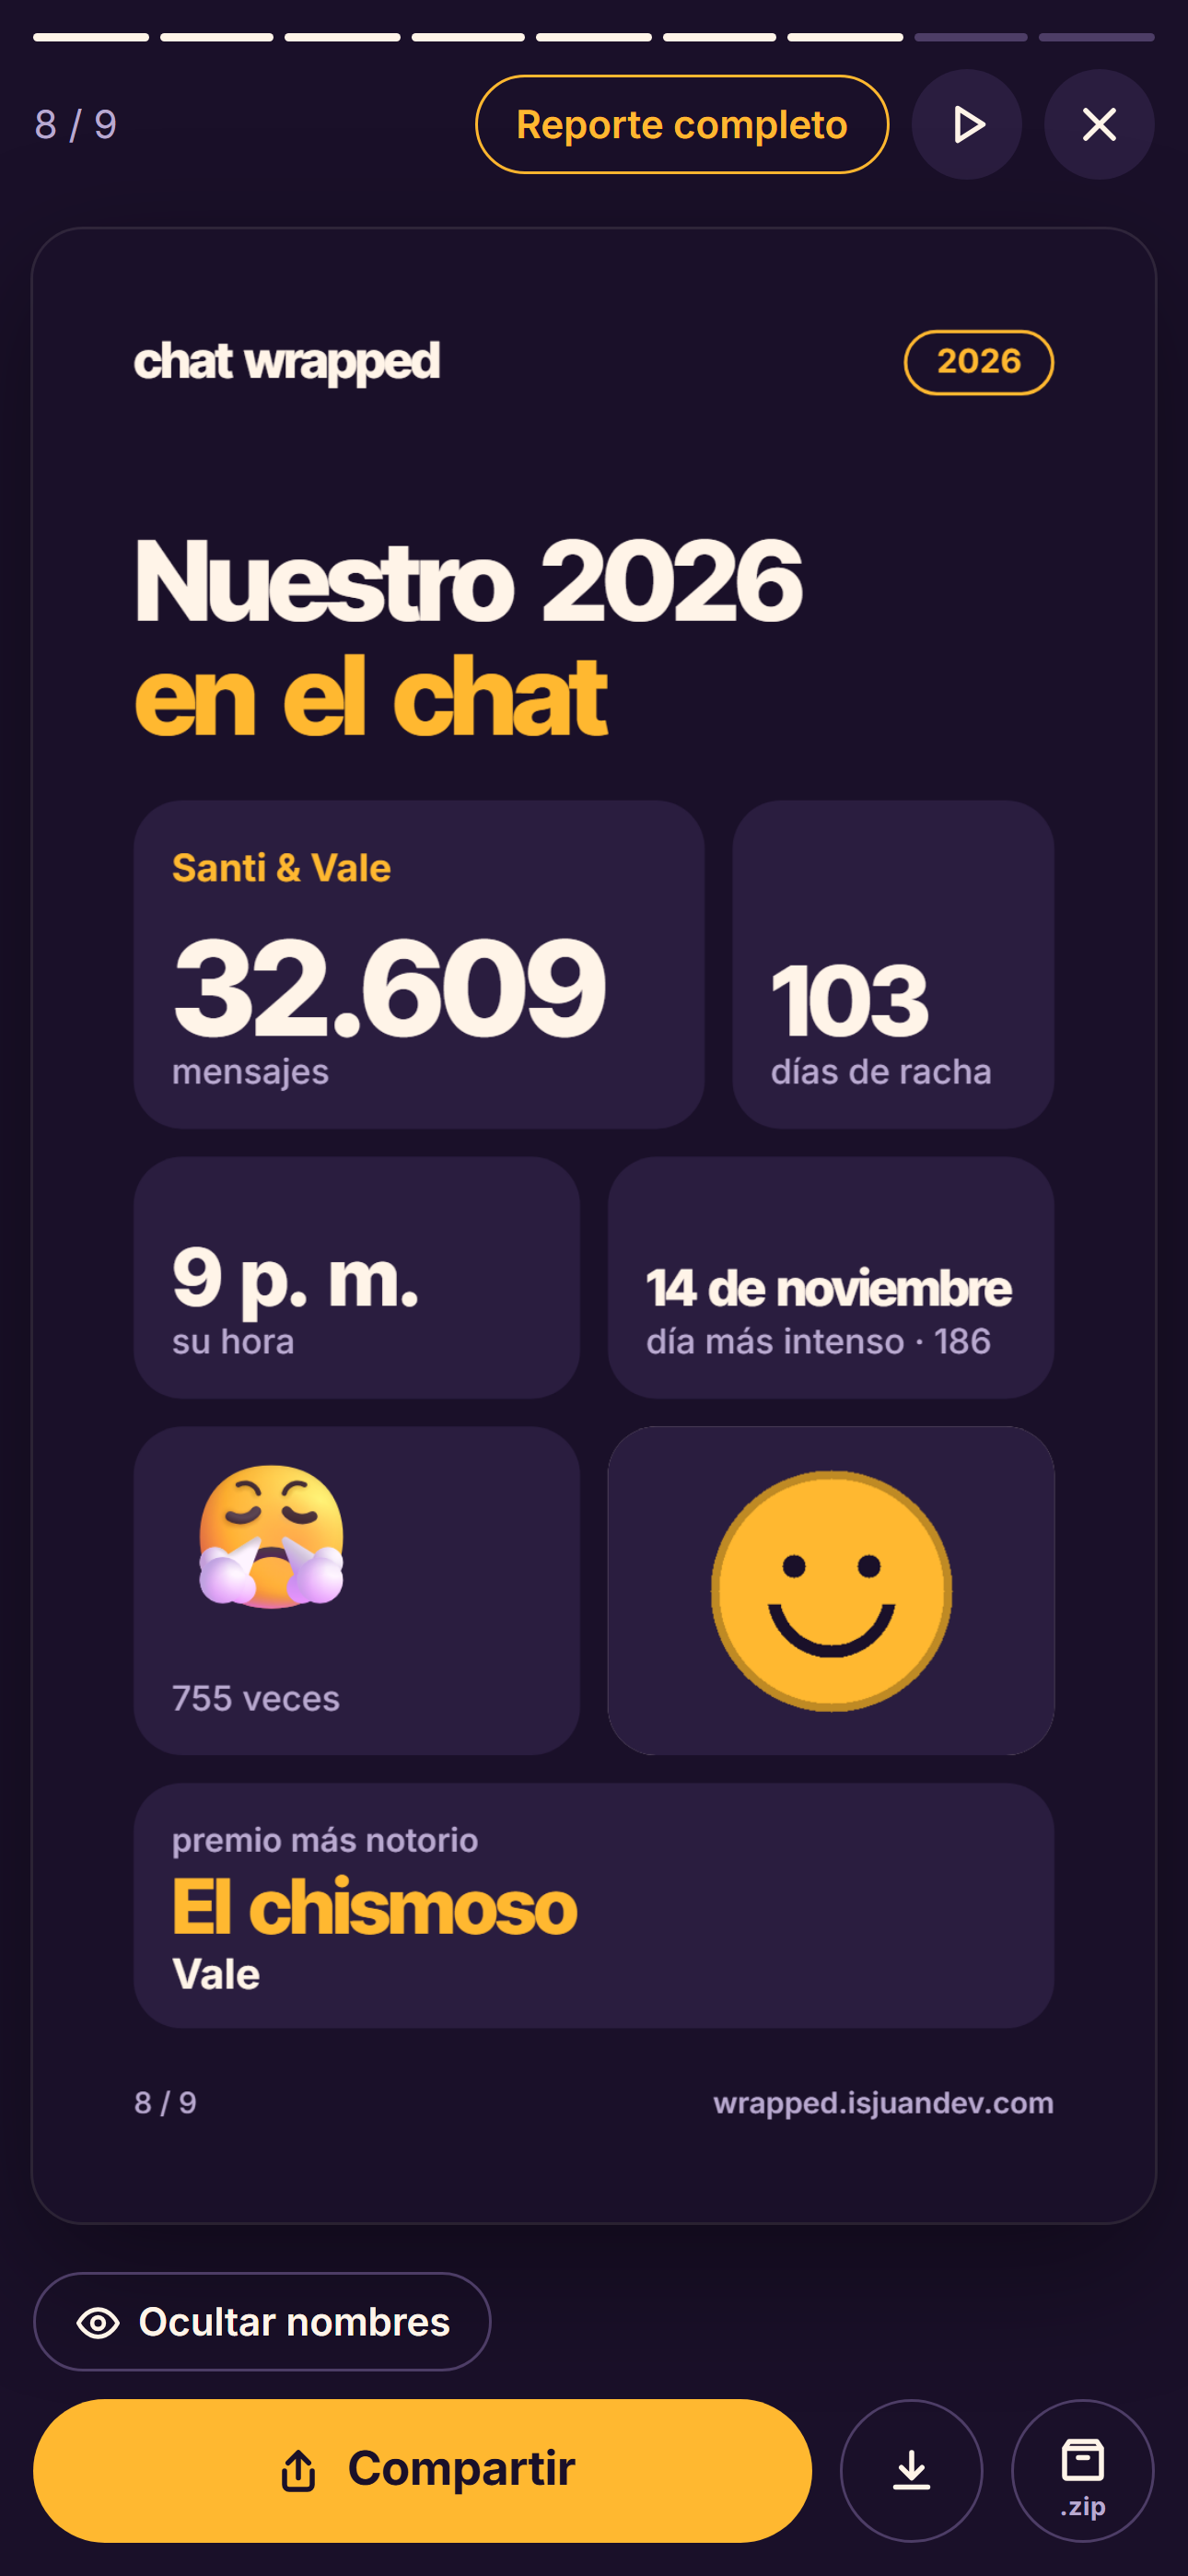 8 / 9
Reporte completo
chat wrapped
2026
Nuestro 2026
en el chat
Santi & Vale
32.609
mensajes
103
días de racha
9 p. m.
su hora
14 de noviembre
día más intenso · 186
755 veces
premio más notorio
El chismoso
Vale
8 / 9
wrapped.isjuandev.com
Ocultar nombres
Compartir
.zip